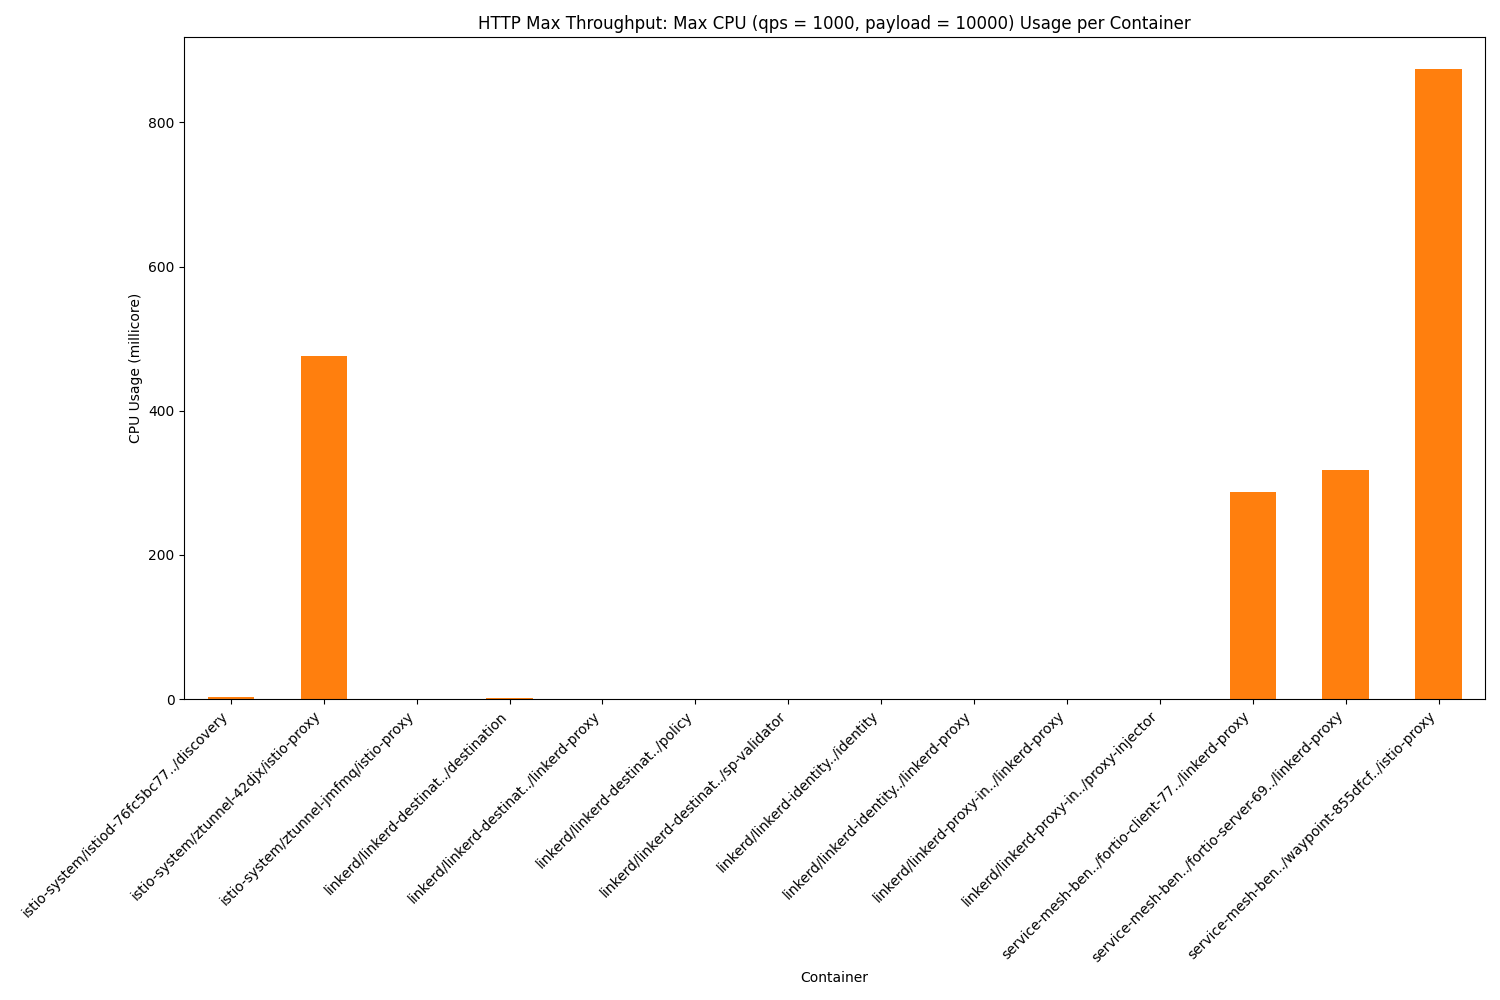 HTTP Max Throughput: Max CPU (qps = 1000, payload = 10000) Usage per Container
CPU Usage (millicore)
800
600
400
200
0
istio-system/istiod-76fc5bc77../discovery
istio-system/ztunnel-42djx/istio-proxy
istio-system/ztunnel-jmfmq/istio-proxy
linkerd/linkerd-destinat../destination
linkerd/linkerd-destinat../linkerd-proxy
linkerd/linkerd-destinat../policy
linkerd/linkerd-destinat../sp-validator
linkerd/linkerd-identity../identity
linkerd/linkerd-identity../linkerd-proxy
linkerd/linkerd-proxy-in../linkerd-proxy
linkerd/linkerd-proxy-in../proxy-injector
service-mesh-ben../fortio-client-77../linkerd-proxy
service-mesh-ben../fortio-server-69../linkerd-proxy
service-mesh-ben../waypoint-855dfcf../istio-proxy
Container